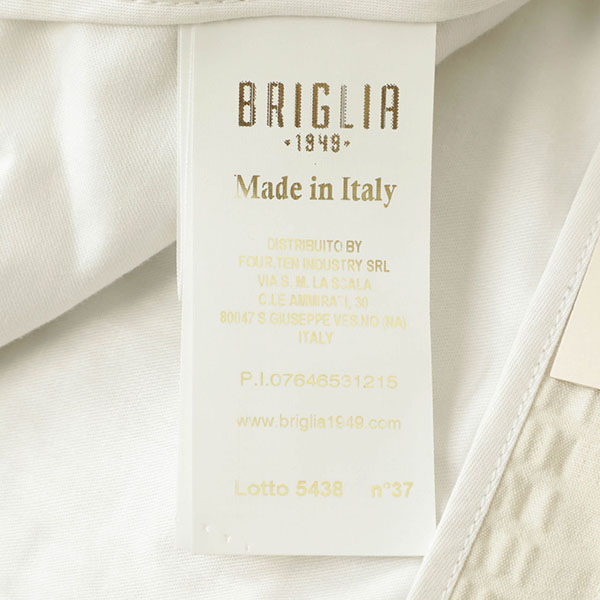 BRIGLIA
•1949•
Made in Italy
DISTRIBUITO BY
FOUR.TEN INDUSTRY SRL
VIA S. M. LA SCALA
C.LE AMMIRATI, 30
80047 S.GIUSEPPE VES.NO (NA)
ITALY
P.I.07646531215
www.briglia1949.com
Lotto 5438 n°37